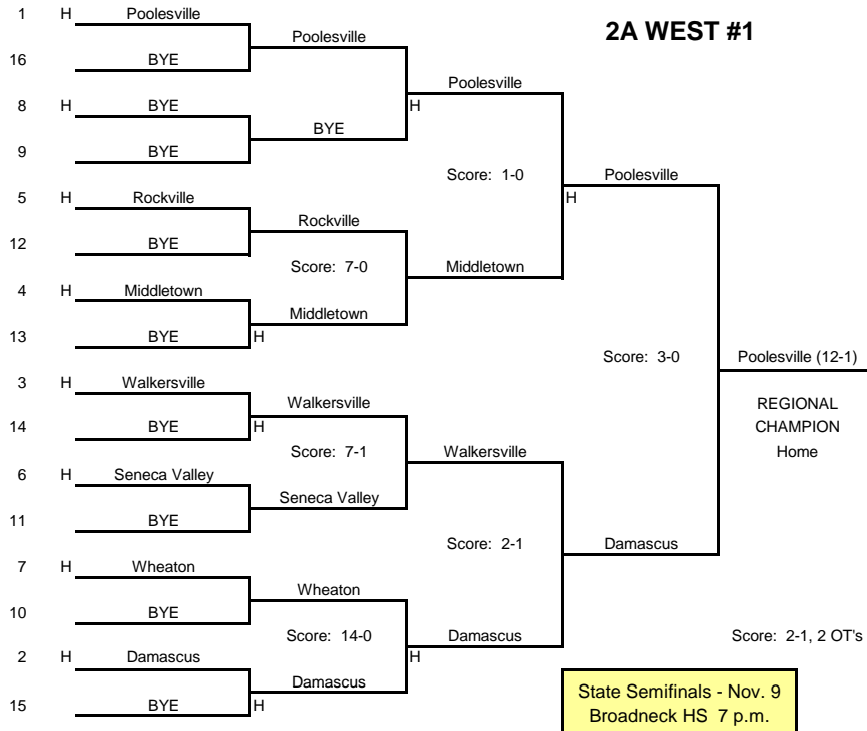 2A WEST #1
1 H Poolesville
Poolesville
16 BYE
Poolesville
8 H BYE
H
BYE
9 BYE
Score: 1-0
Poolesville
5 H Rockville
H
Rockville
12 BYE
Score: 7-0
Middletown
4 H Middletown
Middletown
13 BYE
H
Score: 3-0
Poolesville (12-1)
3 H Walkersville
Walkersville
REGIONAL
CHAMPION
Home
14 BYE
H
Score: 7-1
Walkersville
6 H Seneca Valley
Seneca Valley
11 BYE
Score: 2-1
Damascus
7 H Wheaton
Wheaton
10 BYE
Score: 14-0
Damascus
Score: 2-1, 2 OT's
2 H Damascus
H
Damascus
15 BYE
H
State Semifinals - Nov. 9
Broadneck HS 7 p.m.